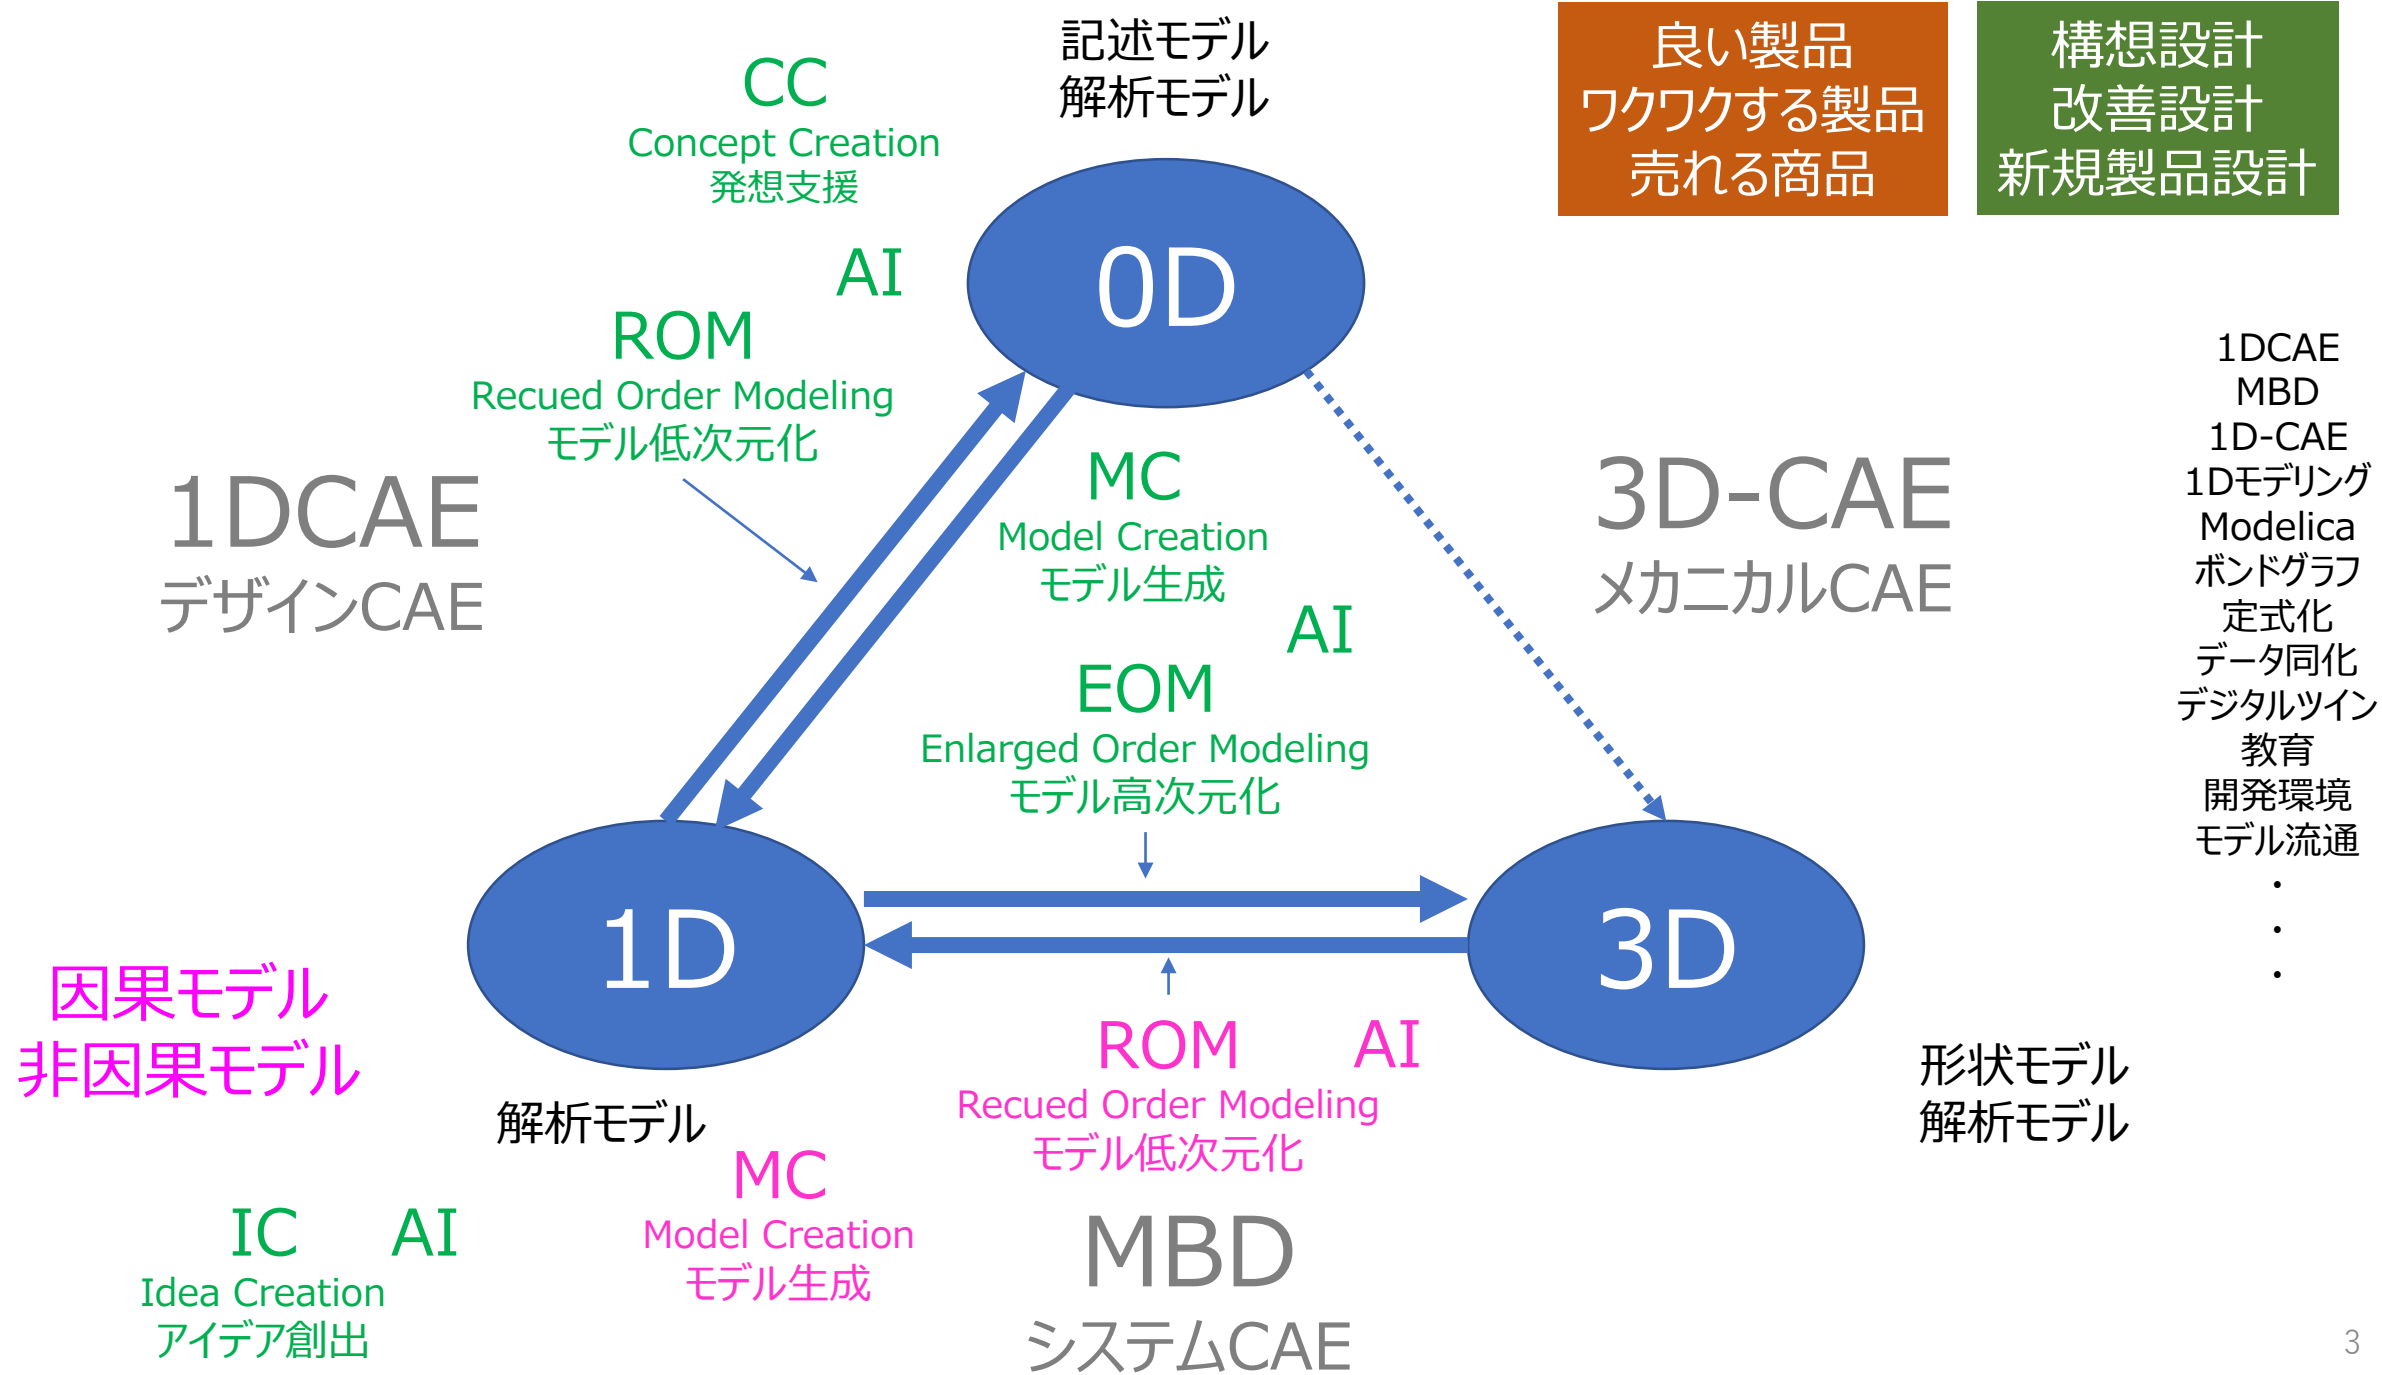 記述モデル
解析モデル
良い製品
ワクワクする製品
売れる商品
構想設計
改善設計
新規製品設計
CC
Concept Creation
発想支援
0D
AI
ROM
Recued Order Modeling
モデル低次元化
1DCAE
デザインCAE
MC
Model Creation
モデル生成
AI
EOM
Enlarged Order Modeling
モデル高次元化
3D-CAE
メカニカルCAE
1DCAE
MBD
1D-CAE
1Dモデリング
Modelica
ボンドグラフ
定式化
データ同化
デジタルツイン
教育
開発環境
モデル流通
・
・
・
1D
3D
因果モデル
非因果モデル
解析モデル
ROM
AI
Recued Order Modeling
モデル低次元化
形状モデル
解析モデル
MC
Model Creation
モデル生成
IC
AI
Idea Creation
アイデア創出
MBD
システムCAE
3